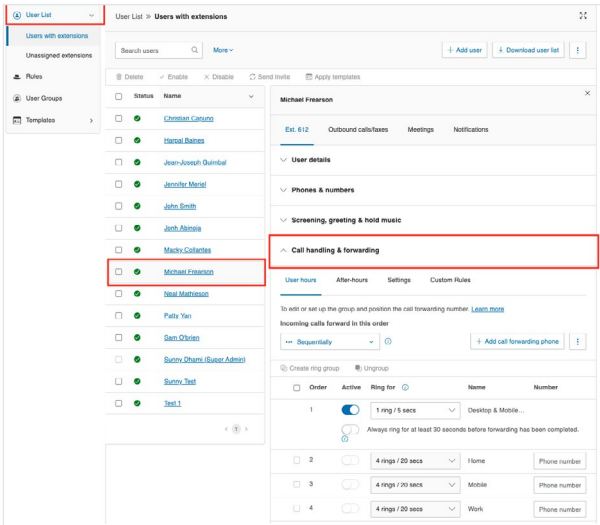 User List
Users with extensions
Unassigned extensions
Roles
User Groups
Templates
User List » Users with extensions
Search users
More
+ Add user
Download user list
Delete
Enable
Disable
Send Invite
Apply templates
Status
Name
Christian Capuno
Harpal Baines
Jean-Joseph Quimbal
Jennifer Meriel
John Smith
Jonh Abinoja
Macky Collantes
Michael Frearson
Neal Mathieson
Patty Yan
Sam O'brien
Sunny Dhami (Super Admin)
Sunny Test
Test 1
< 1 >
Michael Frearson
Ext. 612
Outbound calls/faxes
Meetings
Notifications
User details
Phones & numbers
Screening, greeting & hold music
Call handling & forwarding
User hours
After-hours
Settings
Custom Rules
To edit or set up the group and position the call forwarding number. Learn more
Incoming calls forward in this order
Sequentially
+ Add call forwarding phone
Create ring group
Ungroup
Order
Active
Ring for
Name
Number
1
1 ring / 5 secs
Desktop & Mobile...
Always ring for at least 30 seconds before forwarding has been completed.
2
4 rings / 20 secs
Home
Phone number
3
4 rings / 20 secs
Mobile
Phone number
4
4 rings / 20 secs
Work
Phone number